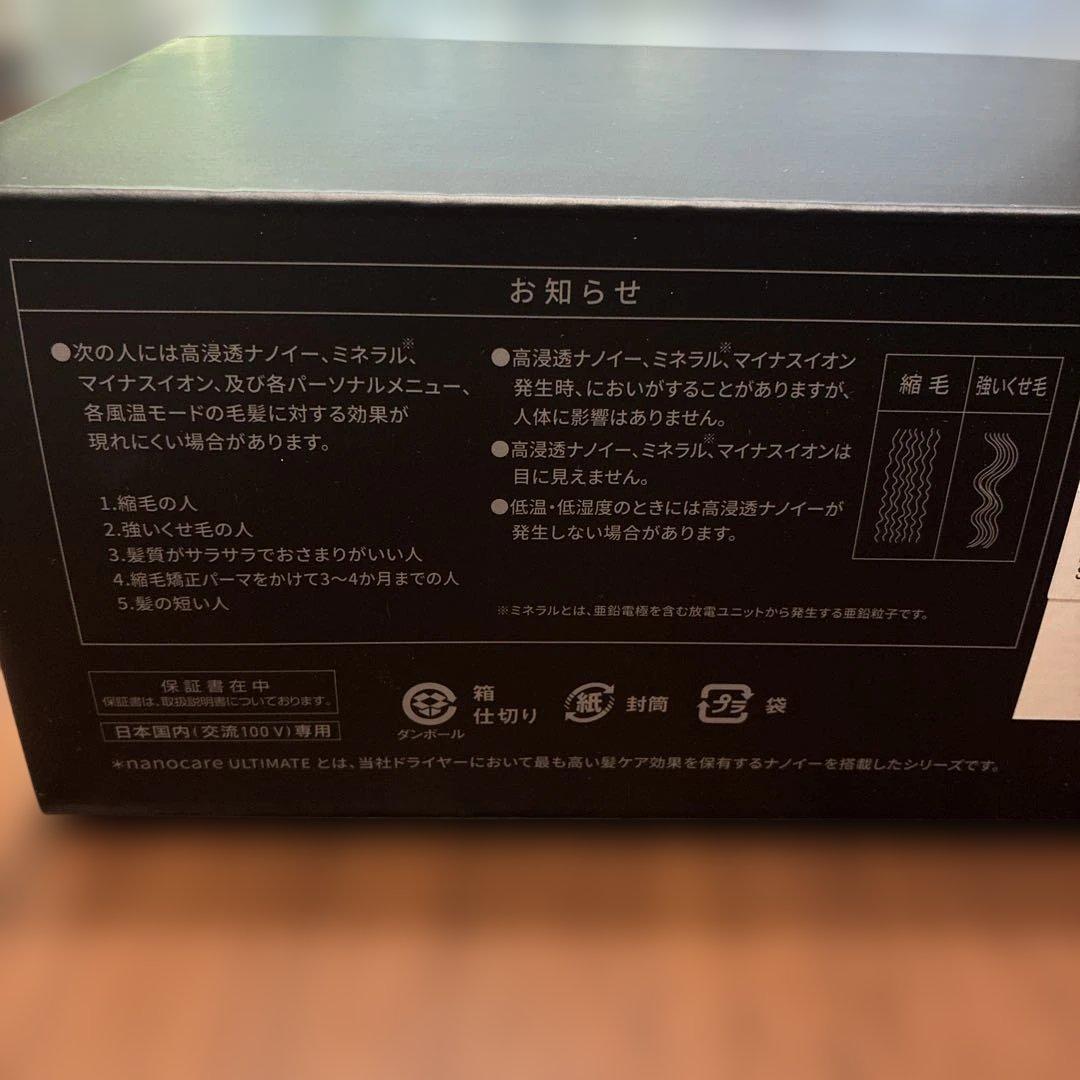 お知らせ
●次の人には高浸透ナノイー、ミネラル※、
マイナスイオン、及び各パーソナルメニュー、
各風温モードの毛髪に対する効果が
現れにくい場合があります。
1.縮毛の人
2.強いくせ毛の人
3.髪質がサラサラでおさまりがいい人
4.縮毛矯正パーマをかけて3～4か月までの人
5.髪の短い人
●高浸透ナノイー、ミネラル※、マイナスイオン
発生時、においがすることがありますが、
人体に影響はありません。
●高浸透ナノイー、ミネラル※、マイナスイオンは
目に見えません。
●低温・低湿度のときには高浸透ナノイーが
発生しない場合があります。
※ミネラルとは、亜鉛電極を含む放電ユニットから発生する亜鉛粒子です。
縮毛
強いくせ毛
保証書在中
保証書は、取扱説明書についております。
日本国内(交流100V)専用
ダンボール
箱
仕切り
紙
封筒
プラ
袋
*nanocare ULTIMATE とは、当社ドライヤーにおいて最も高い髪ケア効果を保有するナノイーを搭載したシリーズです。